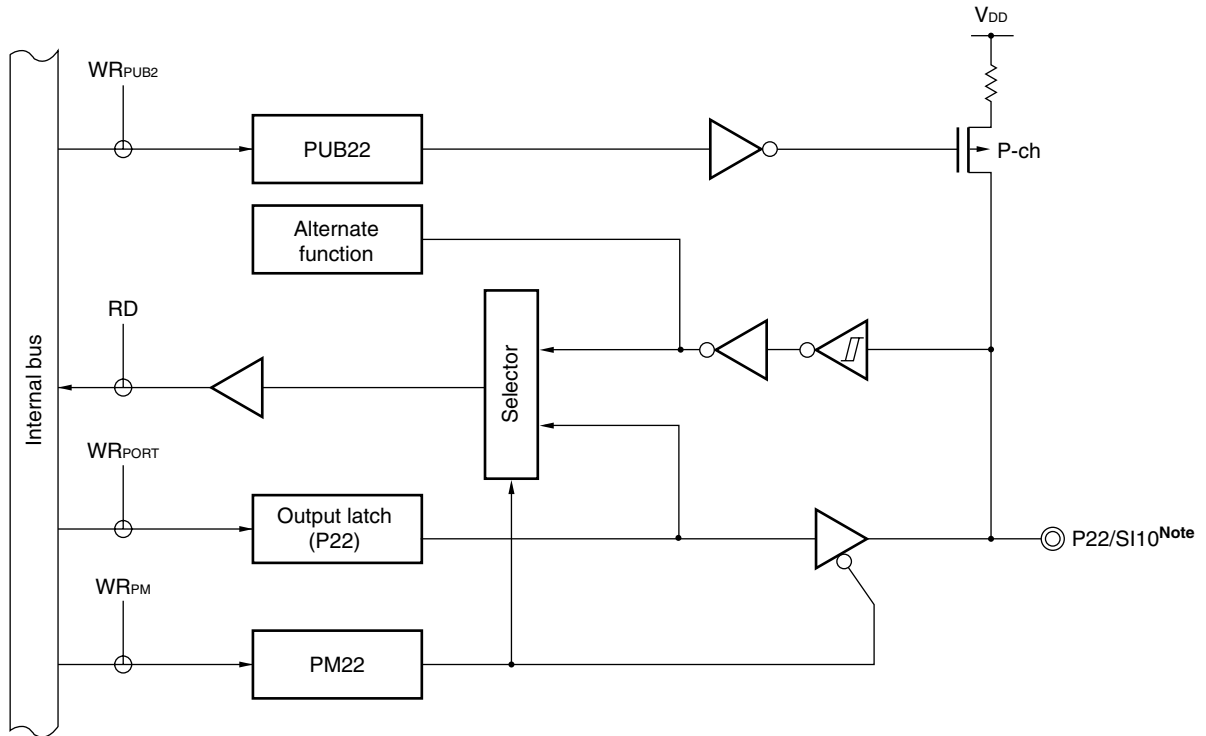 VDD
WRPUB2
PUB22
P-ch
Alternate
function
RD
Selector
Internal bus
WRPORT
Output latch
(P22)
P22/SI10Note
WRPM
PM22